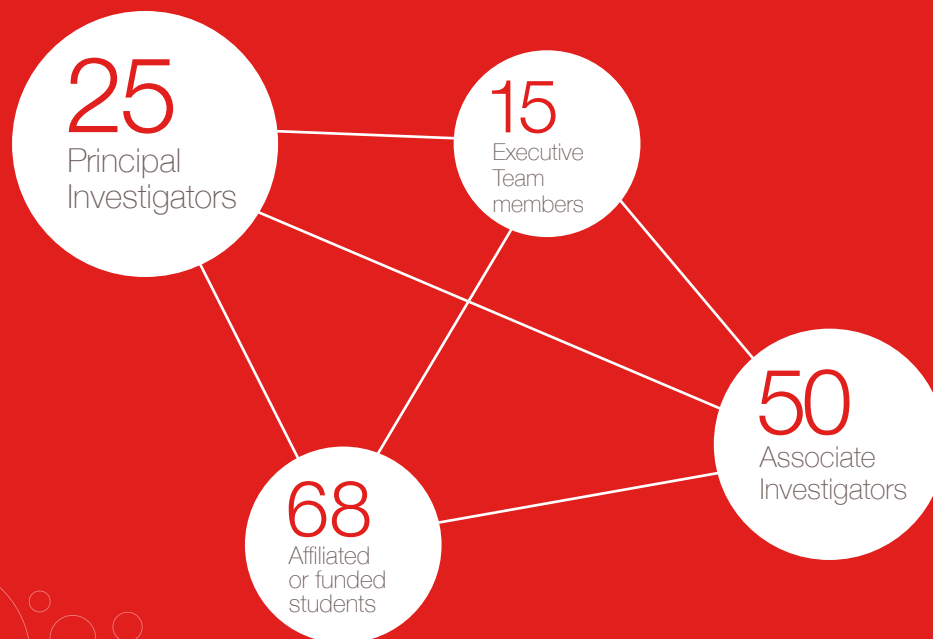 25
Principal
Investigators
15
Executive
Team
members
50
Associate
Investigators
68
Affiliated
or funded
students